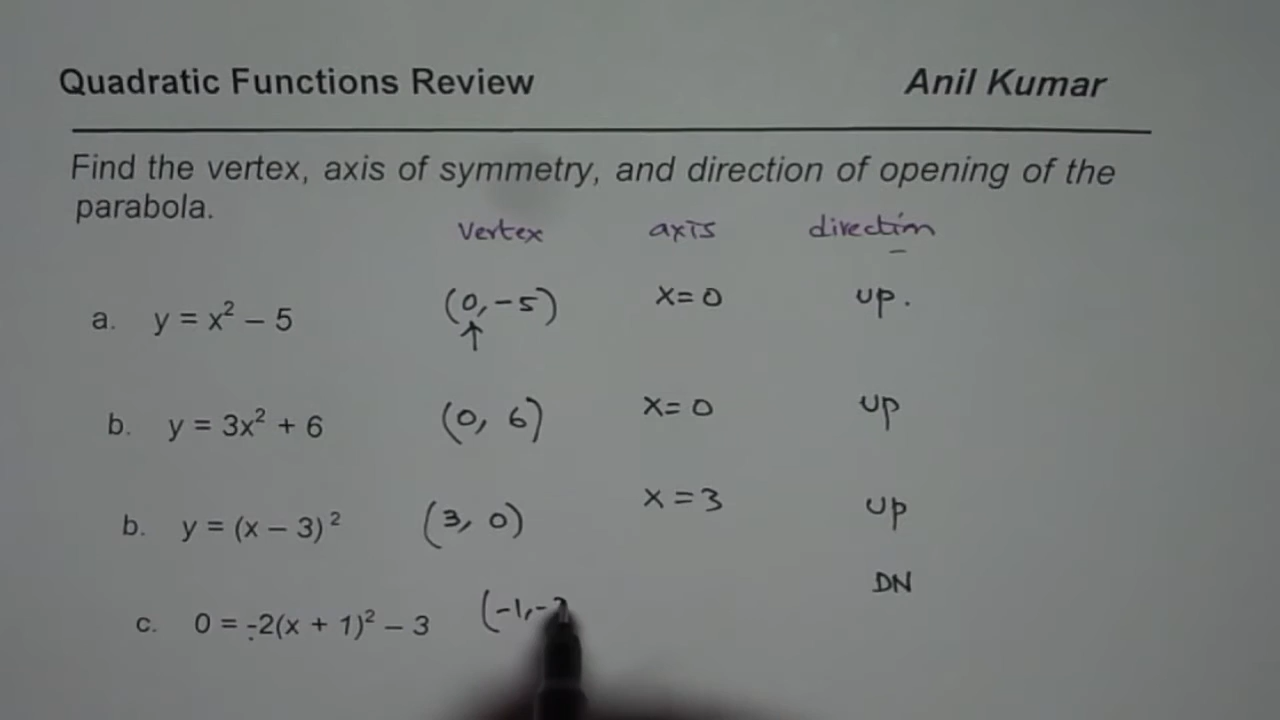 Quadratic Functions Review Anil Kumar
Find the vertex, axis of symmetry, and direction of opening of the
parabola.
Vertex axis direction
a. y = x² – 5 (0, -5) x = 0 up.
↑
b. y = 3x² + 6 (0, 6) x = 0 up
b. y = (x – 3)² (3, 0) x = 3 up
DN
c. 0 = -2(x + 1)² – 3 (-1, -